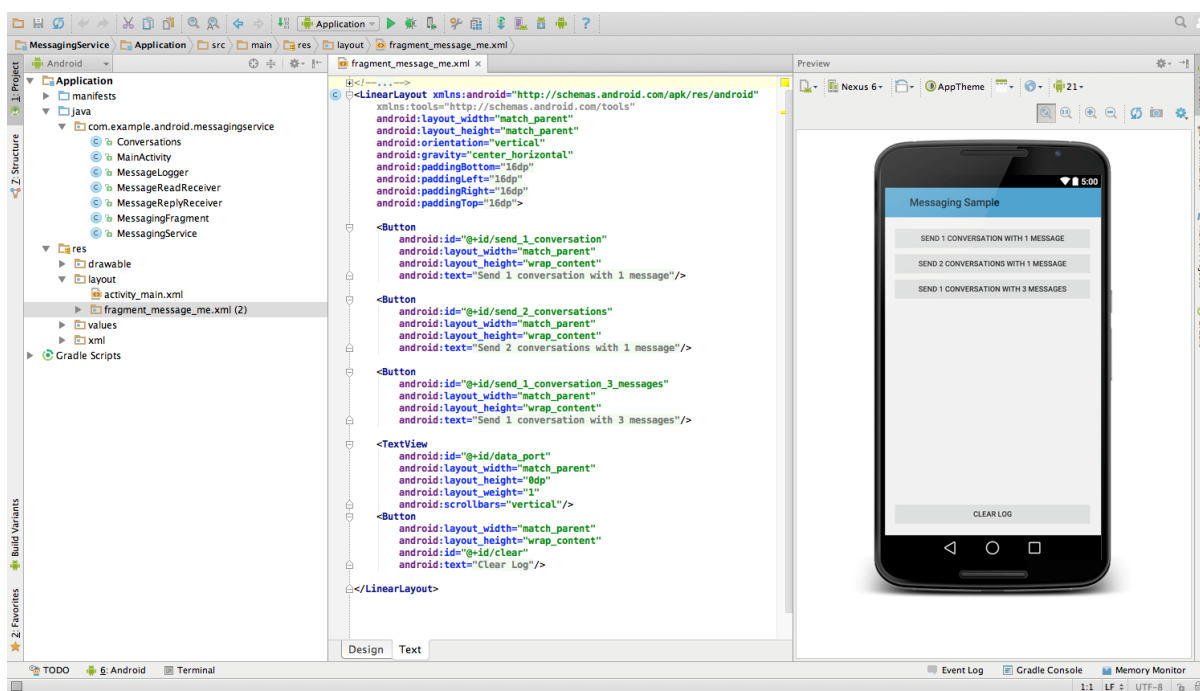 Application
?
MessagingService Application src main res layout fragment_message_me.xml
Android
fragment_message_me.xml ×
Preview
1: Project
Z: Structure
Build Variants
2: Favorites
Application
manifests
java
com.example.android.messagingservice
Conversations
MainActivity
MessageLogger
MessageReadReceiver
MessageReplyReceiver
MessagingFragment
MessagingService
res
drawable
layout
activity_main.xml
fragment_message_me.xml (2)
values
xml
Gradle Scripts
<!--...-->
<LinearLayout xmlns:android="http://schemas.android.com/apk/res/android"
xmlns:tools="http://schemas.android.com/tools"
android:layout_width="match_parent"
android:layout_height="match_parent"
android:orientation="vertical"
android:gravity="center_horizontal"
android:paddingBottom="16dp"
android:paddingLeft="16dp"
android:paddingRight="16dp"
android:paddingTop="16dp">
<Button
android:id="@+id/send_1_conversation"
android:layout_width="match_parent"
android:layout_height="wrap_content"
android:text="Send 1 conversation with 1 message"/>
<Button
android:id="@+id/send_2_conversations"
android:layout_width="match_parent"
android:layout_height="wrap_content"
android:text="Send 2 conversations with 1 message"/>
<Button
android:id="@+id/send_1_conversation_3_messages"
android:layout_width="match_parent"
android:layout_height="wrap_content"
android:text="Send 1 conversation with 3 messages"/>
<TextView
android:id="@+id/data_port"
android:layout_width="match_parent"
android:layout_height="0dp"
android:layout_weight="1"
android:scrollbars="vertical"/>
<Button
android:layout_width="match_parent"
android:layout_height="wrap_content"
android:id="@+id/clear"
android:text="Clear Log"/>
</LinearLayout>
Design Text
Nexus 6 AppTheme 21
5:00
Messaging Sample
SEND 1 CONVERSATION WITH 1 MESSAGE
SEND 2 CONVERSATIONS WITH 1 MESSAGE
SEND 1 CONVERSATION WITH 3 MESSAGES
CLEAR LOG
TODO 6: Android Terminal Event Log Gradle Console Memory Monitor
1:1 LF UTF-8